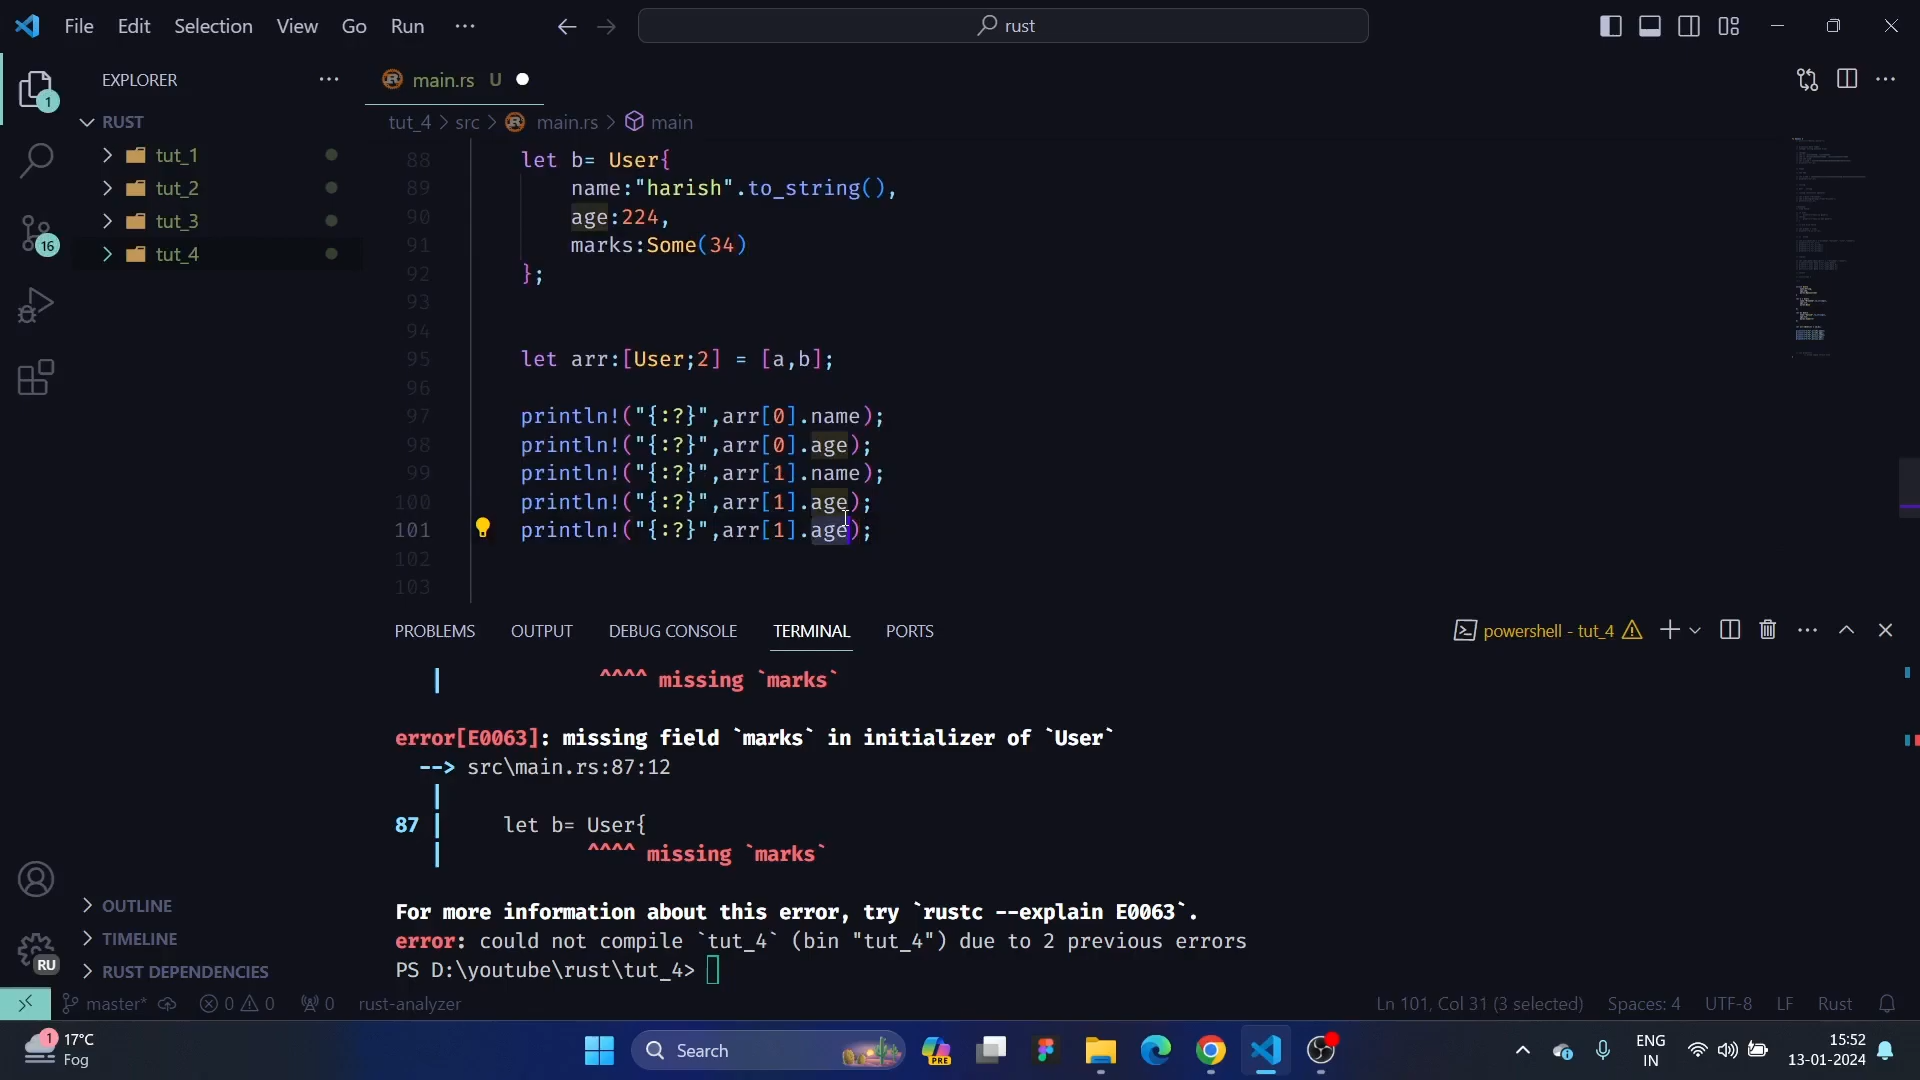 File Edit Selection View Go Run ··· rust
EXPLORER ···
main.rs U
1
RUST
tut_4 > src > main.rs > main
tut_1
tut_2
tut_3
tut_4
16
88 let b= User{
89 name:"harish".to_string(),
90 age:224,
91 marks:Some(34)
92 };
93
94
95 let arr:[User;2] = [a,b];
96
97 println!("{:?}",arr[0].name);
98 println!("{:?}",arr[0].age);
99 println!("{:?}",arr[1].name);
100 println!("{:?}",arr[1].age);
101 println!("{:?}",arr[1].age);
102
103
PROBLEMS OUTPUT DEBUG CONSOLE TERMINAL PORTS powershell - tut_4
| ^^^^ missing `marks`
error[E0063]: missing field `marks` in initializer of `User`
--> src\main.rs:87:12
|
87 | let b= User{
| ^^^^ missing `marks`
For more information about this error, try `rustc --explain E0063`.
error: could not compile `tut_4` (bin "tut_4") due to 2 previous errors
PS D:\youtube\rust\tut_4>
OUTLINE
TIMELINE
RUST DEPENDENCIES
RU
master* 0 0 0 rust-analyzer Ln 101, Col 31 (3 selected) Spaces: 4 UTF-8 LF Rust
1
17°C
Fog
Search
PRE
ENG
IN
15:52
13-01-2024